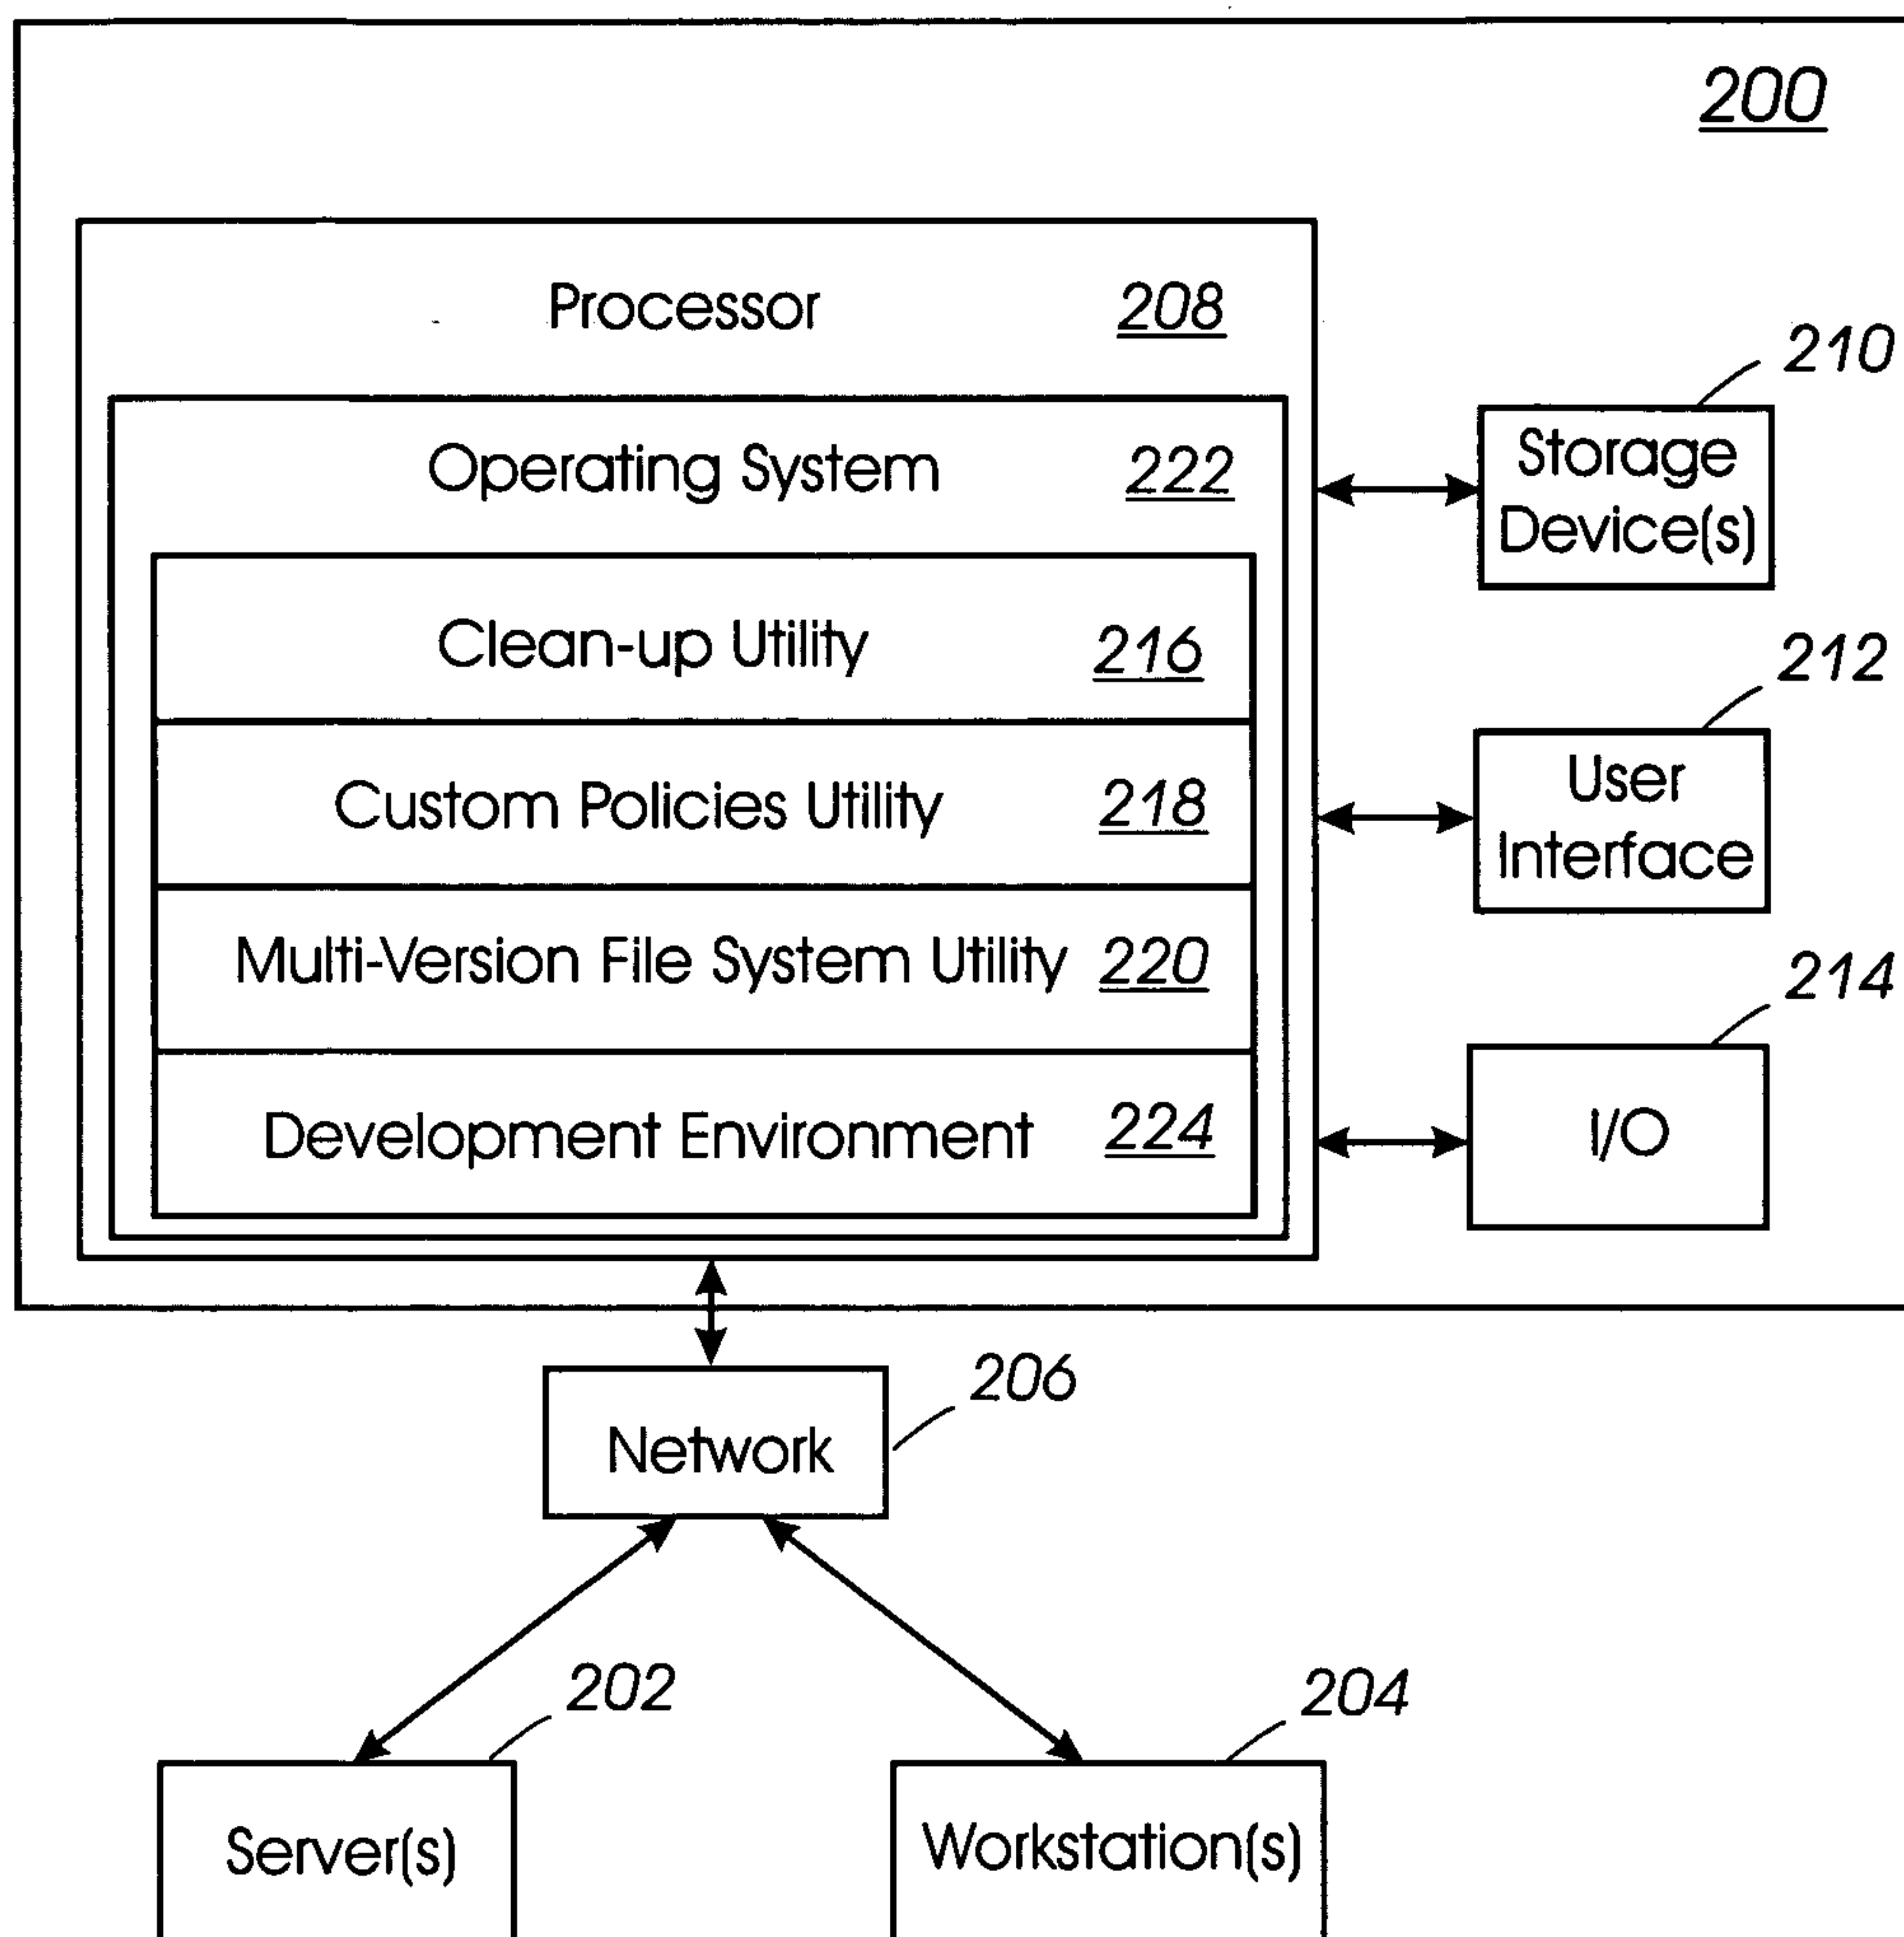 200
Processor 208
210
Operating System 222
Storage
Device(s)
Clean-up Utility 216
212
Custom Policies Utility 218
User
Interface
Multi-Version File System Utility 220
214
Development Environment 224
I/O
206
Network
202
204
Server(s)
Workstation(s)